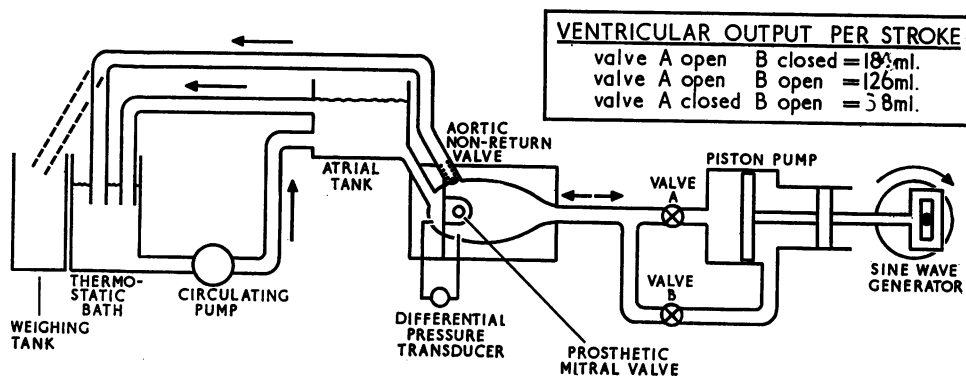 VENTRICULAR OUTPUT PER STROKE
valve A open B closed =
valve A open B open =126ml.
valve A closed B open =
AORTIC
NON-RETURN
VALVE
ATRIAL
TANK
PISTON PUMP
VALVE
A
VALVE
B
SINE WAVE
GENERATOR
THERMO-
STATIC
BATH
CIRCULATING
PUMP
WEIGHING
TANK
DIFFERENTIAL
PRESSURE
TRANSDUCER
PROSTHETIC
MITRAL VALVE